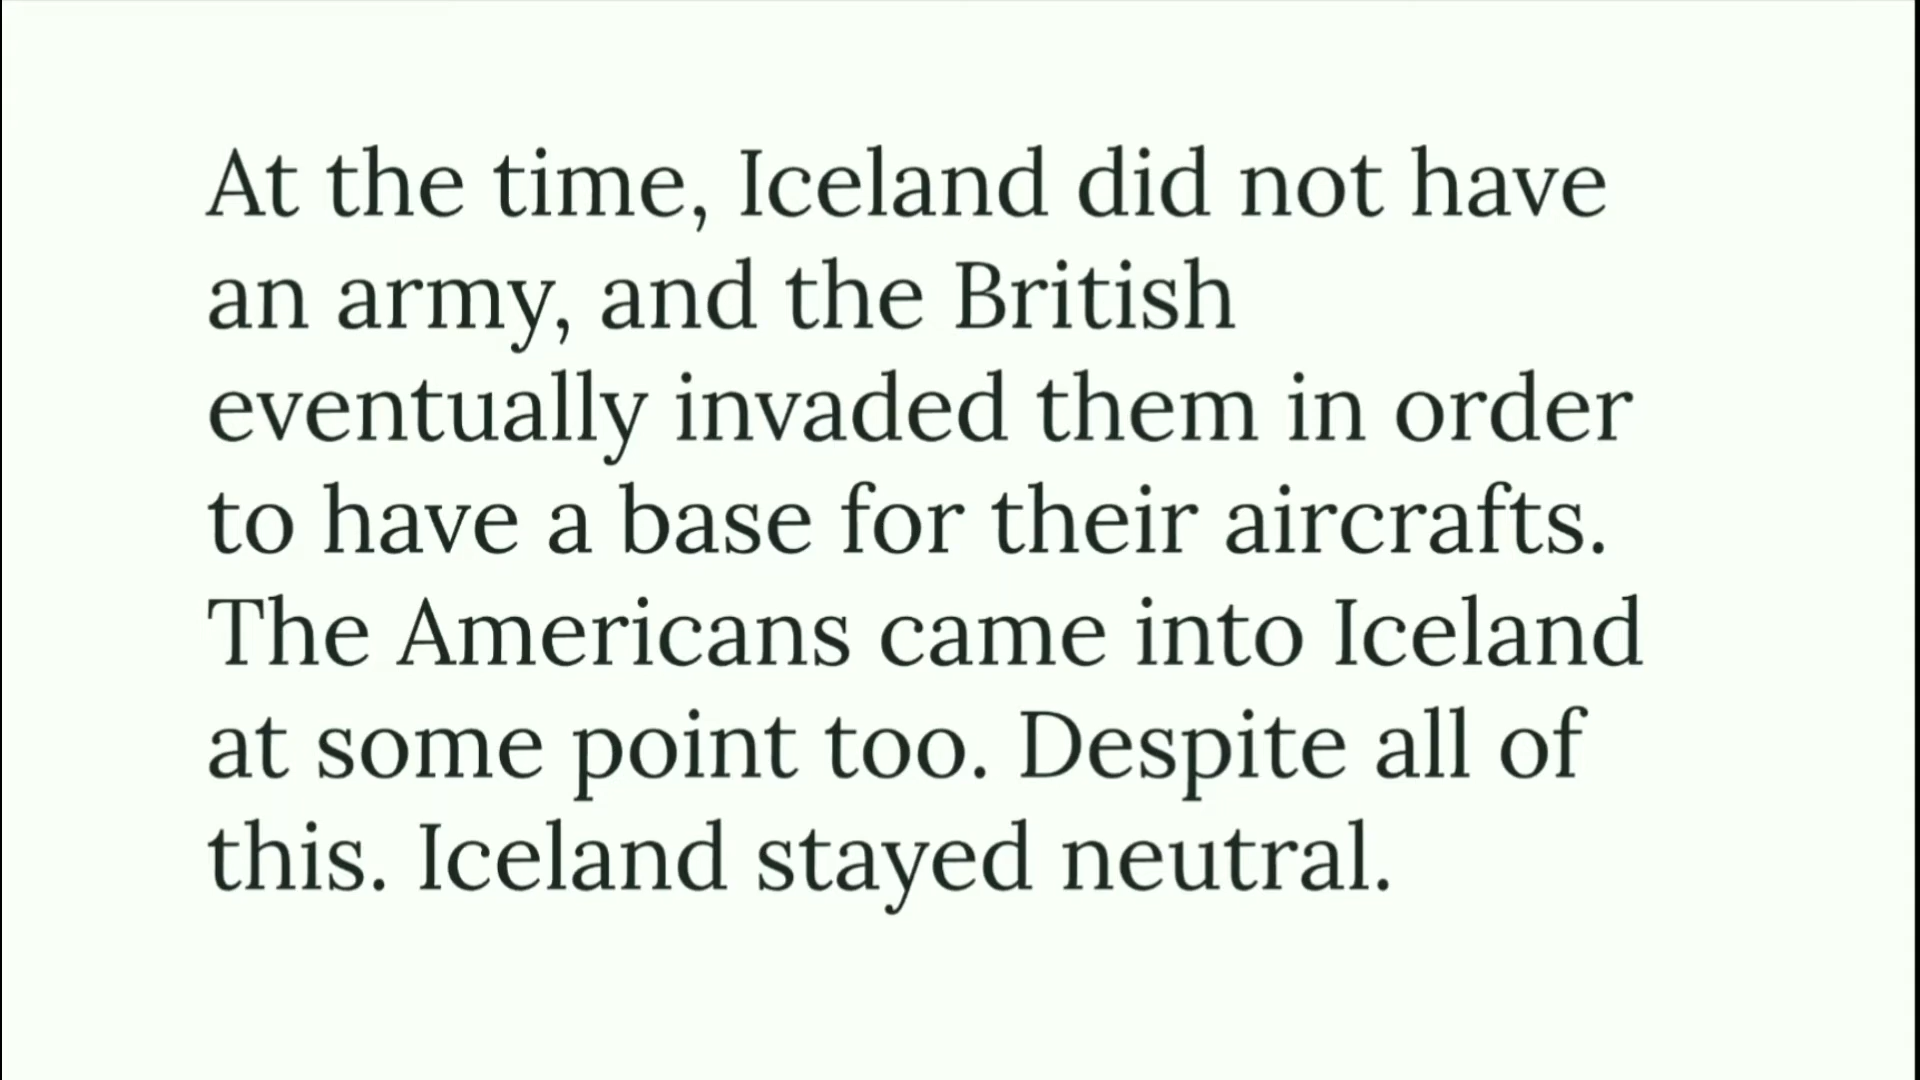 At the time, Iceland did not have
an army, and the British
eventually invaded them in order
to have a base for their aircrafts.
The Americans came into Iceland
at some point too. Despite all of
this. Iceland stayed neutral.